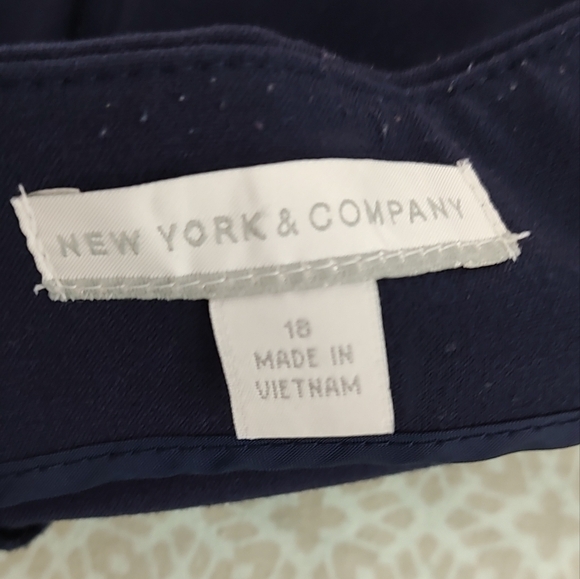 NEW YORK & COMPANY
18
MADE IN
VIETNAM